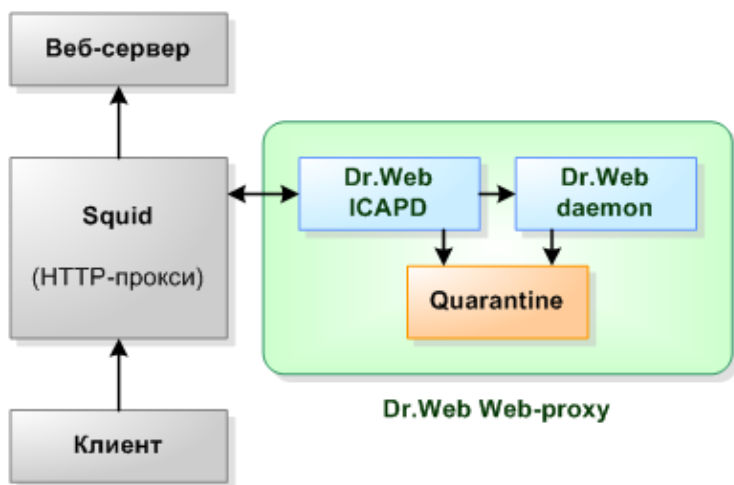 Веб-сервер
Squid
(HTTP-прокси)
Клиент
Dr.Web
ICAPD
Dr.Web
daemon
Quarantine
Dr.Web Web-proxy